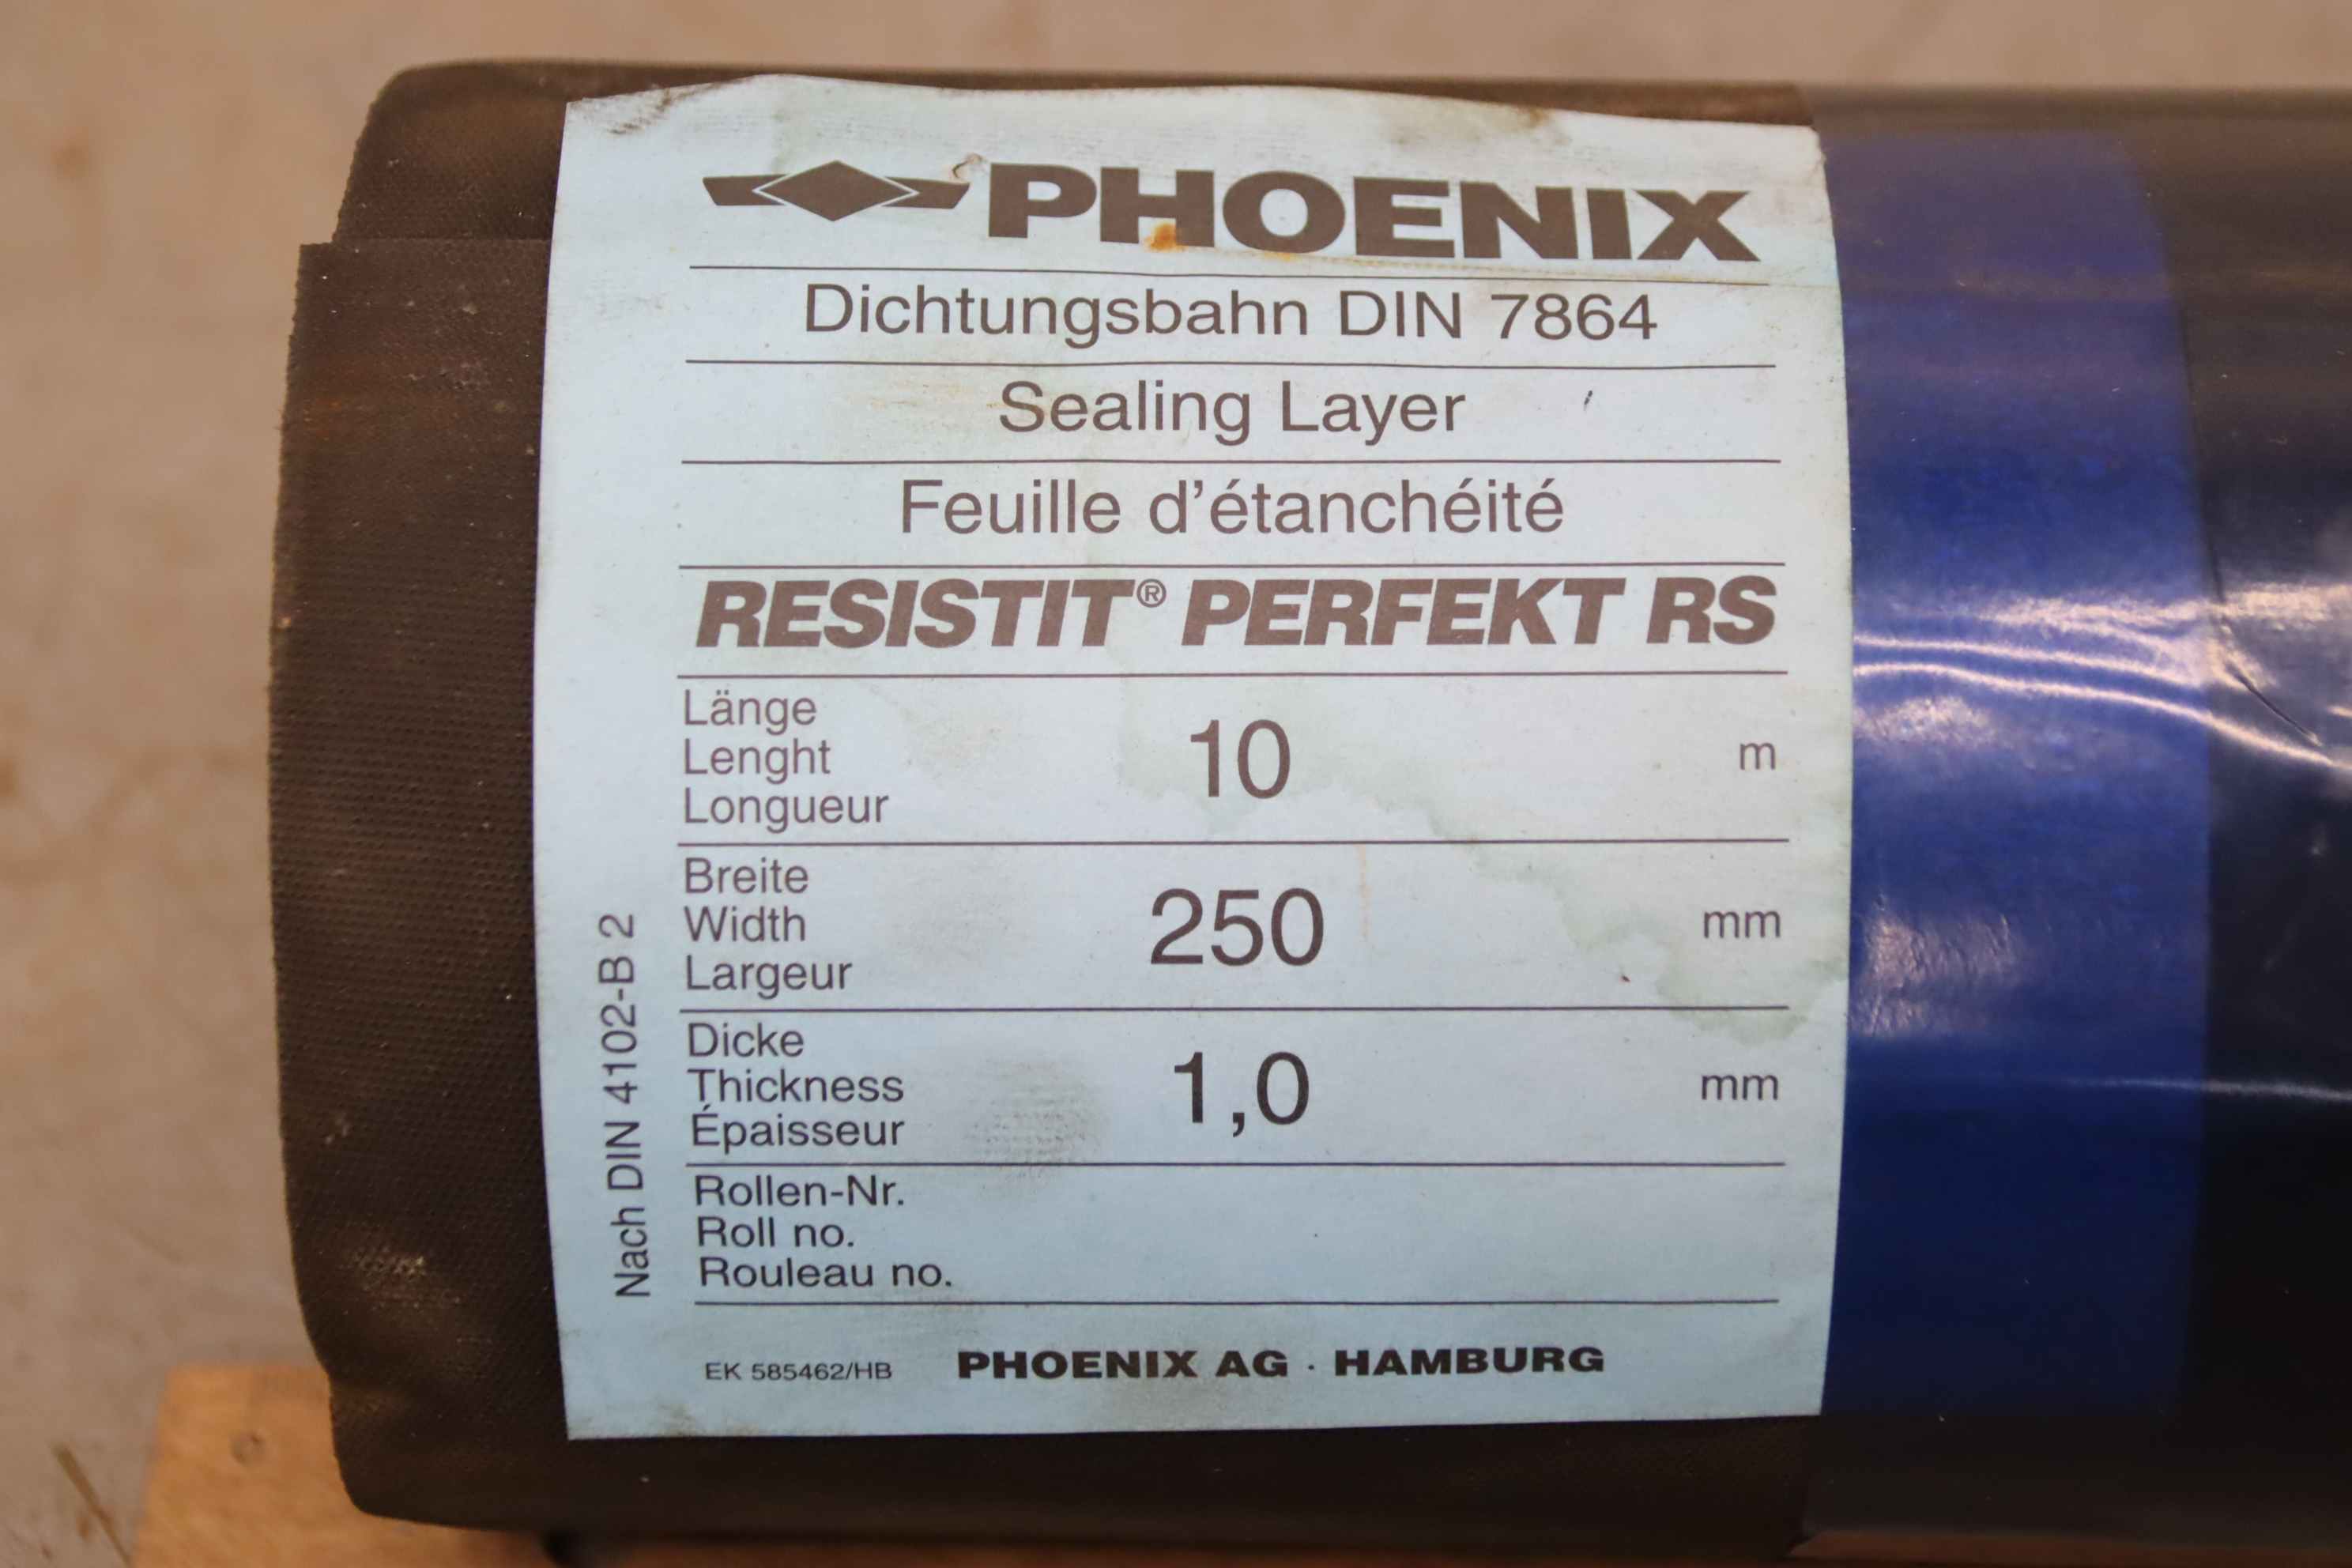 PHOENIX
Dichtungsbahn DIN 7864
Sealing Layer
Feuille d'étanchéité
RESISTIT® PERFEKT RS
Länge
Lenght
Longueur
10
m
Breite
Width
Largeur
250
mm
Dicke
Thickness
Épaisseur
1,0
mm
Rollen-Nr.
Roll no.
Rouleau no.
Nach DIN 4102-B 2
EK 585462/HB
PHOENIX AG · HAMBURG